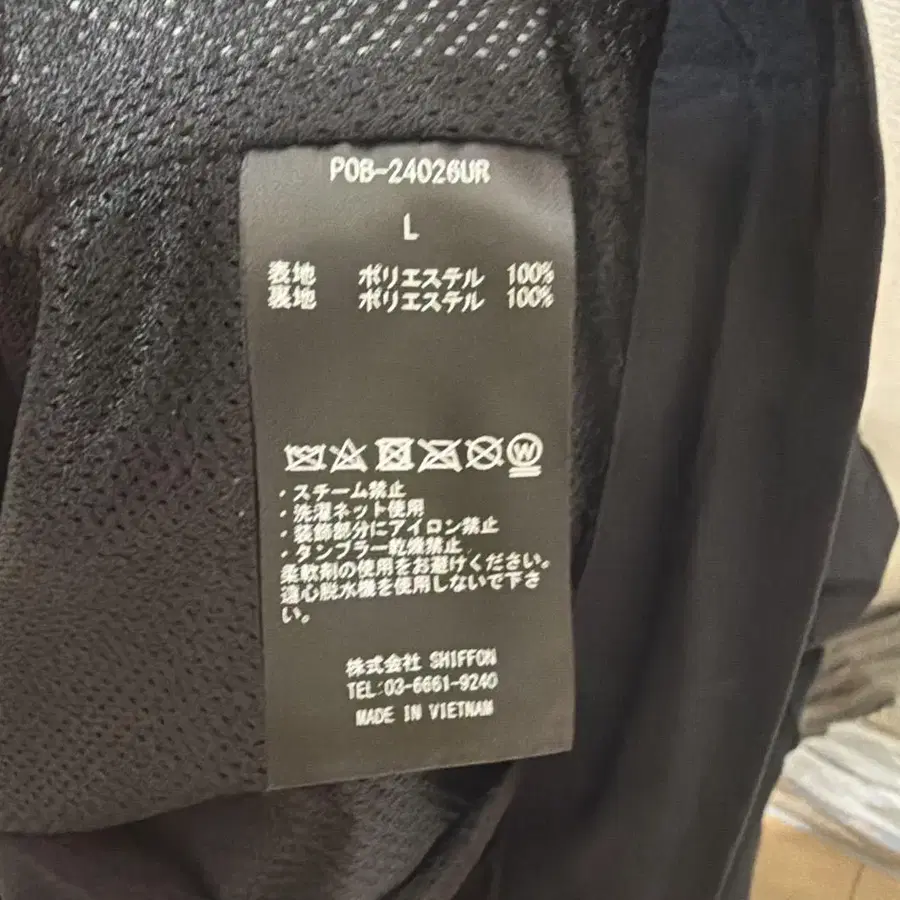 POB-24026UR
L
表地 ポリエステル 100%
裏地 ポリエステル 100%
W
・スチーム禁止
・洗濯ネット使用
・装飾部分にアイロン禁止
・タンブラー乾燥禁止
柔軟剤の使用をお避けください。
遠心脱水機を使用しないで下さ
い。
株式会社 SHIFFON
TEL:03-6661-9240
MADE IN VIETNAM